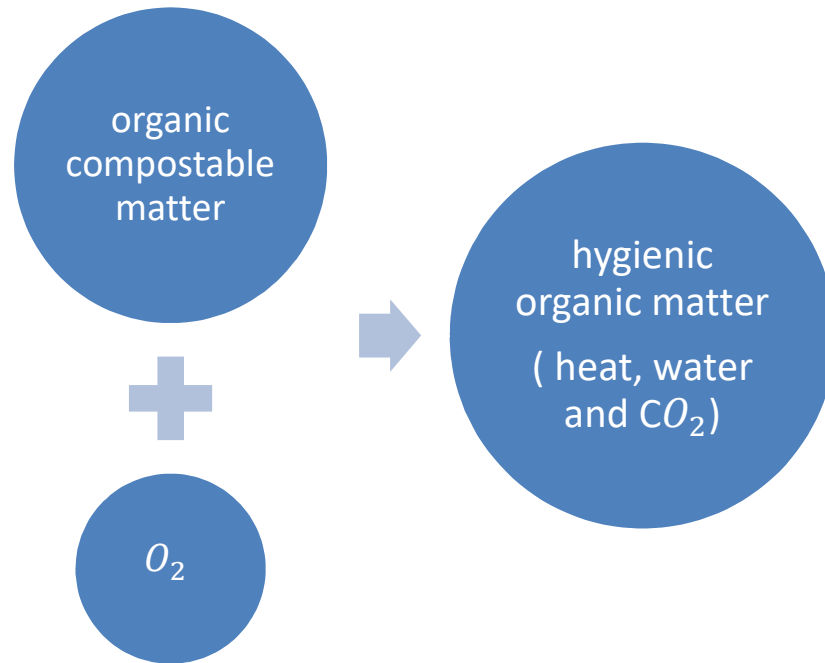 organic
compostable
matter
O₂
hygienic
organic matter
( heat, water
and CO₂)